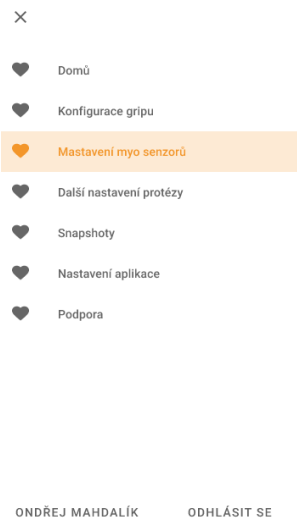 Domů
Konfigurace gripu
Mastavení myo senzorů
Další nastavení protézy
Snapshoty
Nastavení aplikace
Podpora
ONDŘEJ MAHDALÍK ODHLÁSIT SE